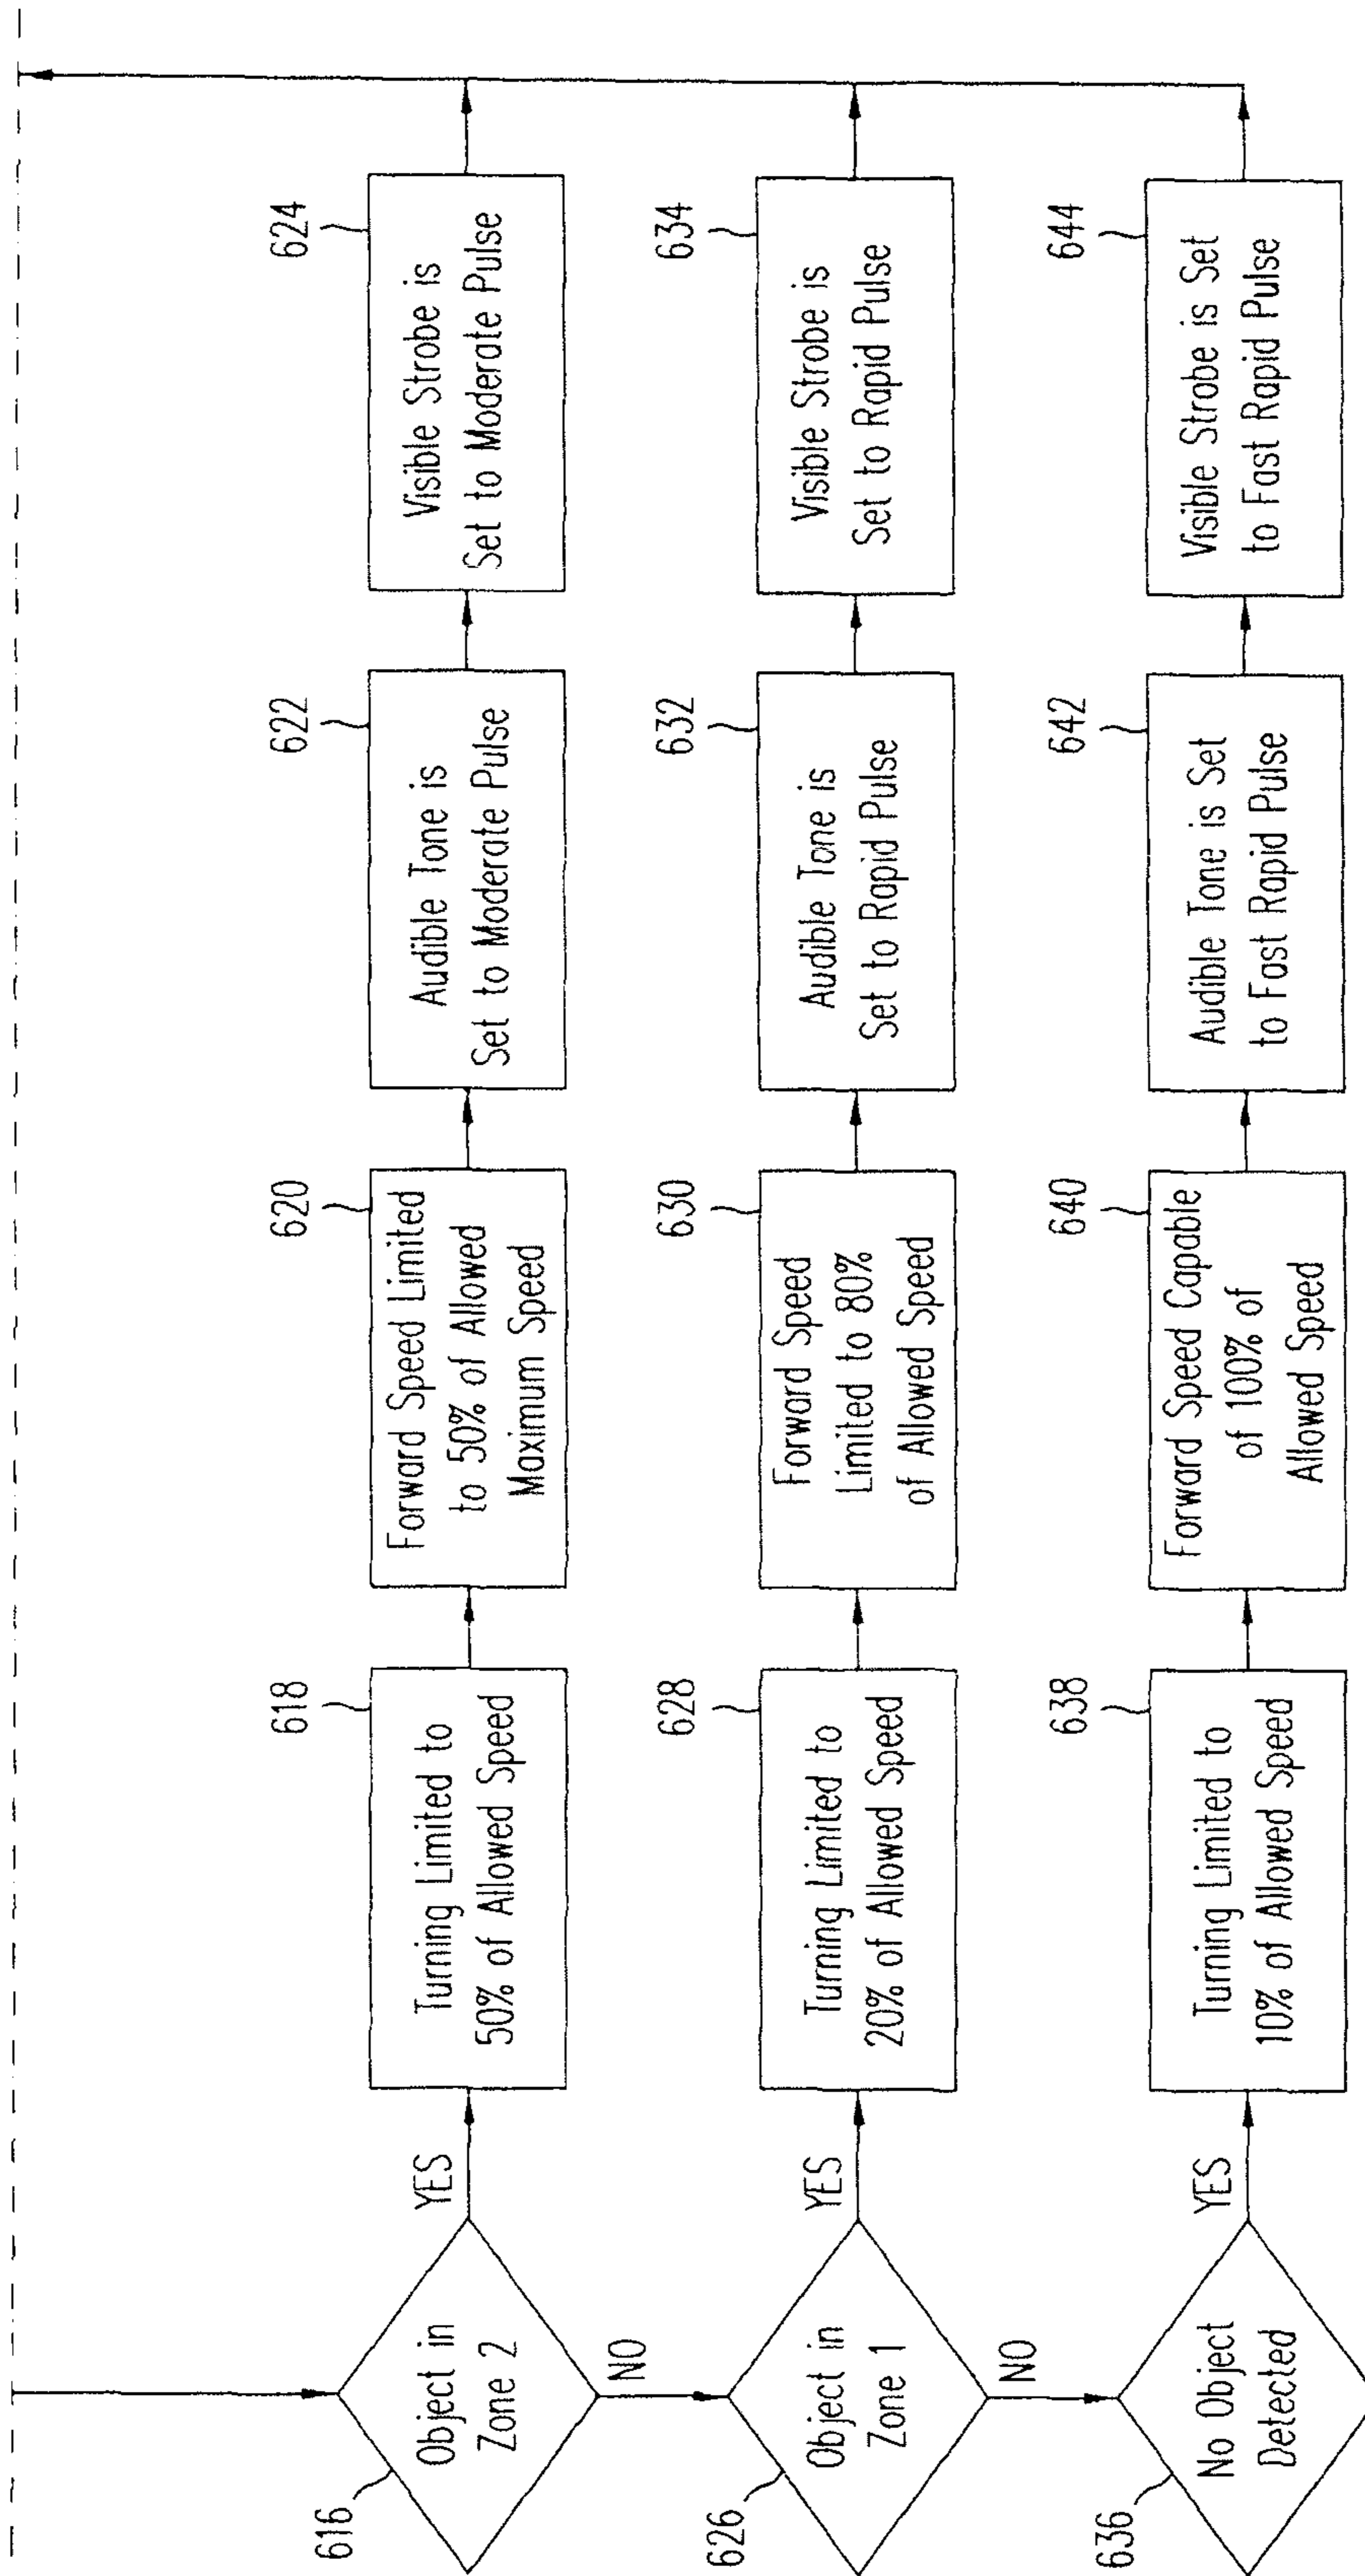 616
Object in
Zone 2
YES
NO
618
Turning Limited to
50% of Allowed Speed
620
Forward Speed Limited
to 50% of Allowed
Maximum Speed
622
Audible Tone is
Set to Moderate Pulse
624
Visible Strobe is
Set to Moderate Pulse
626
Object in
Zone 1
YES
NO
628
Turning Limited to
20% of Allowed Speed
630
Forward Speed
Limited to 80%
of Allowed Speed
632
Audible Tone is
Set to Rapid Pulse
634
Visible Strobe is
Set to Rapid Pulse
636
No Object
Detected
YES
638
Turning Limited to
10% of Allowed Speed
640
Forward Speed Capable
of 100% of
Allowed Speed
642
Audible Tone is Set
to Fast Rapid Pulse
644
Visible Strobe is Set
to Fast Rapid Pulse